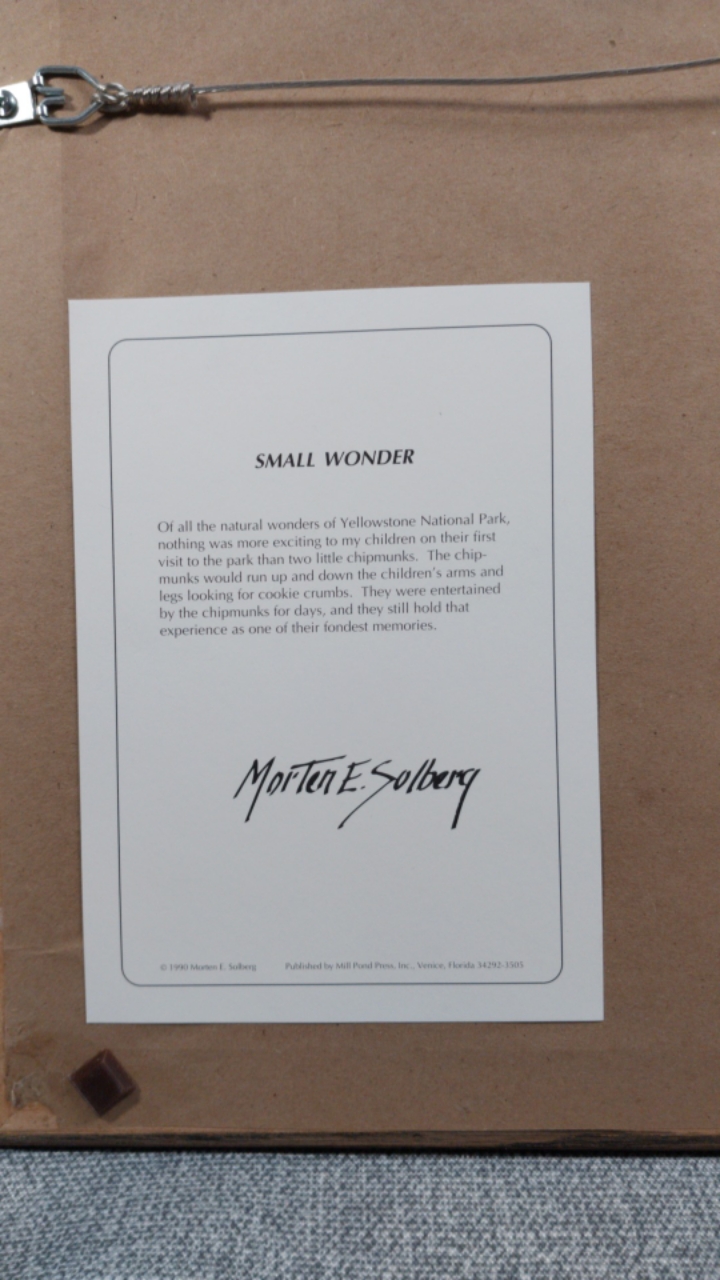 SMALL WONDER
Of all the natural wonders of Yellowstone National Park,
nothing was more exciting to my children on their first
visit to the park than two little chipmunks. The chip-
munks would run up and down the children's arms and
legs looking for cookie crumbs. They were entertained
by the chipmunks for days, and they still hold that
experience as one of their fondest memories.
Morten E. Solberg
© 1990 Morten E. Solberg Published by Mill Pond Press, Inc., Venice, Florida 34292-3505